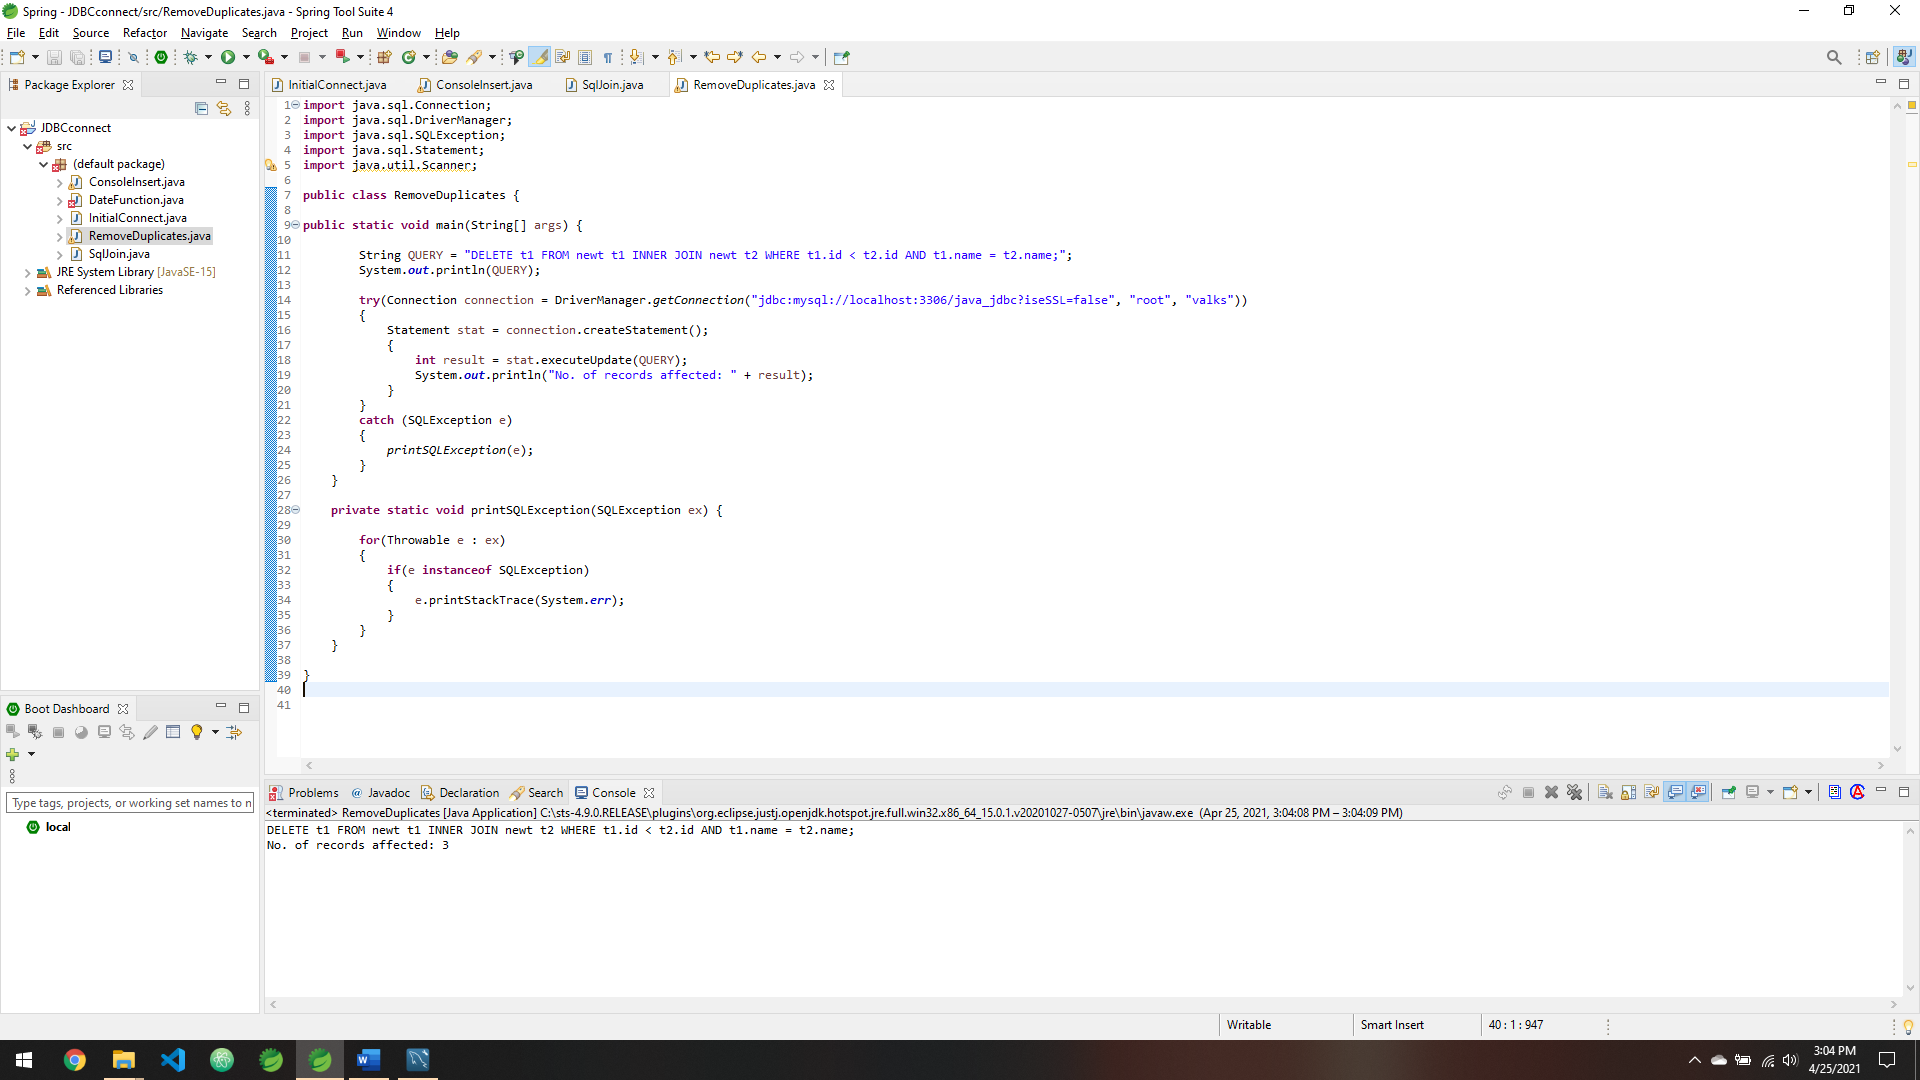 Spring - JDBCconnect/src/RemoveDuplicates.java - Spring Tool Suite 4
File Edit Source Refactor Navigate Search Project Run Window Help
Package Explorer
JDBCconnect
src
(default package)
ConsoleInsert.java
DateFunction.java
InitialConnect.java
RemoveDuplicates.java
SqlJoin.java
JRE System Library [JavaSE-15]
Referenced Libraries
InitialConnect.java ConsoleInsert.java SqlJoin.java RemoveDuplicates.java
1 import java.sql.Connection;
2 import java.sql.DriverManager;
3 import java.sql.SQLException;
4 import java.sql.Statement;
5 import java.util.Scanner;
6
7 public class RemoveDuplicates {
8
9 public static void main(String[] args) {
10
11 String QUERY = "DELETE t1 FROM newt t1 INNER JOIN newt t2 WHERE t1.id < t2.id AND t1.name = t2.name;";
12 System.out.println(QUERY);
13
14 try(Connection connection = DriverManager.getConnection("jdbc:mysql://localhost:3306/java_jdbc?iseSSL=false", "root", "valks"))
15 {
16 Statement stat = connection.createStatement();
17 {
18 int result = stat.executeUpdate(QUERY);
19 System.out.println("No. of records affected: " + result);
20 }
21 }
22 catch (SQLException e)
23 {
24 printSQLException(e);
25 }
26 }
27
28 private static void printSQLException(SQLException ex) {
29
30 for(Throwable e : ex)
31 {
32 if(e instanceof SQLException)
33 {
34 e.printStackTrace(System.err);
35 }
36 }
37 }
38
39 }
40
41
Boot Dashboard
Type tags, projects, or working set names to n
local
Problems @ Javadoc Declaration Search Console
<terminated> RemoveDuplicates [Java Application] C:\sts-4.9.0.RELEASE\plugins\org.eclipse.justj.openjdk.hotspot.jre.full.win32.x86_64_15.0.1.v20201027-0507\jre\bin\javaw.exe (Apr 25, 2021, 3:04:08 PM – 3:04:09 PM)
DELETE t1 FROM newt t1 INNER JOIN newt t2 WHERE t1.id < t2.id AND t1.name = t2.name;
No. of records affected: 3
Writable Smart Insert 40 : 1 : 947
3:04 PM
4/25/2021